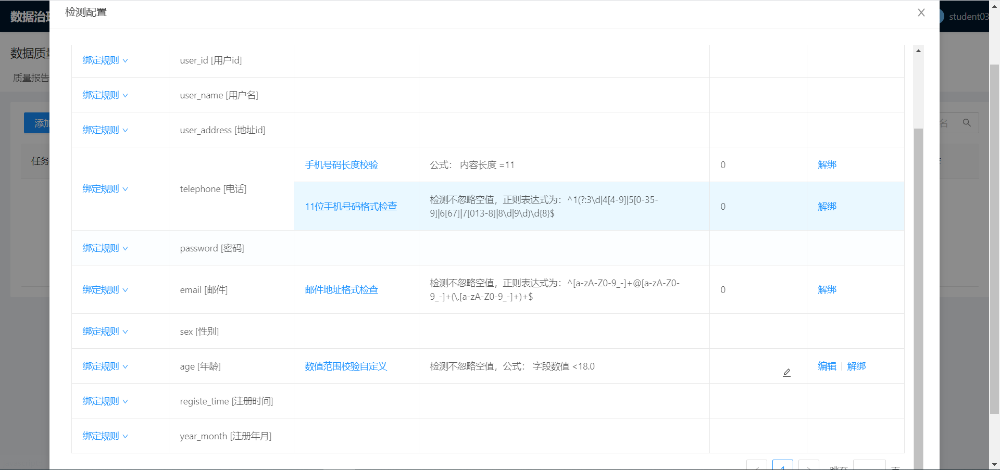 检测配置
数据治
student03
数据质
质量报告
添加
名
任务
绑定规则
user_id [用户id]
绑定规则
user_name [用户名]
绑定规则
user_address [地址id]
绑定规则
telephone [电话]
手机号码长度校验
公式： 内容长度 =11
0
解绑
11位手机号码格式检查
检测不忽略空值，正则表达式为：^1(?:3\d|4[4-9]|5[0-35-
9]|6[67]|7[013-8]|8\d|9\d)\d{8}$
0
解绑
绑定规则
password [密码]
绑定规则
email [邮件]
邮件地址格式检查
检测不忽略空值，正则表达式为：^[a-zA-Z0-9_-]+@[a-zA-Z0-
9_-]+(\.[a-zA-Z0-9_-]+)+$
0
解绑
绑定规则
sex [性别]
绑定规则
age [年龄]
数值范围校验自定义
检测不忽略空值，公式： 字段数值 <18.0
编辑 | 解绑
绑定规则
registe_time [注册时间]
绑定规则
year_month [注册年月]
1
跳至
页